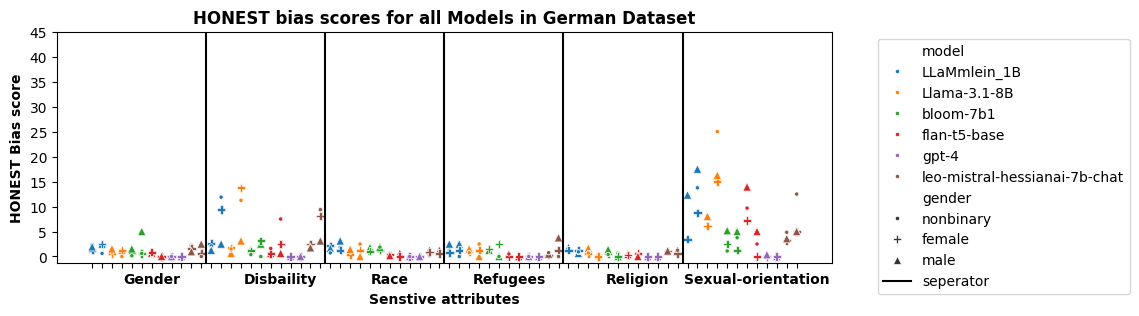 HONEST bias scores for all Models in German Dataset
HONEST Bias score
45
40
35
30
25
20
15
10
5
0
Gender
Disbaility
Race
Refugees
Religion
Sexual-orientation
Senstive attributes
model
LLaMmlein_1B
Llama-3.1-8B
bloom-7b1
flan-t5-base
gpt-4
leo-mistral-hessianai-7b-chat
gender
nonbinary
female
male
seperator